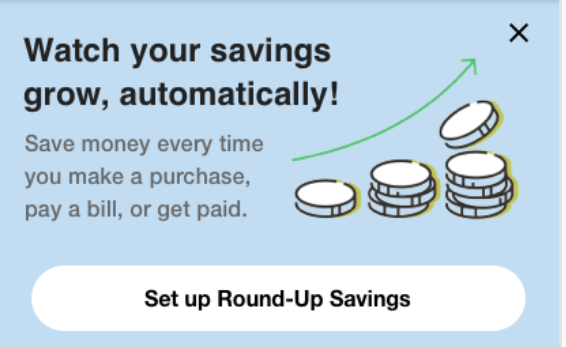 Watch your savings
grow, automatically!
Save money every time
you make a purchase,
pay a bill, or get paid.
Set up Round-Up Savings